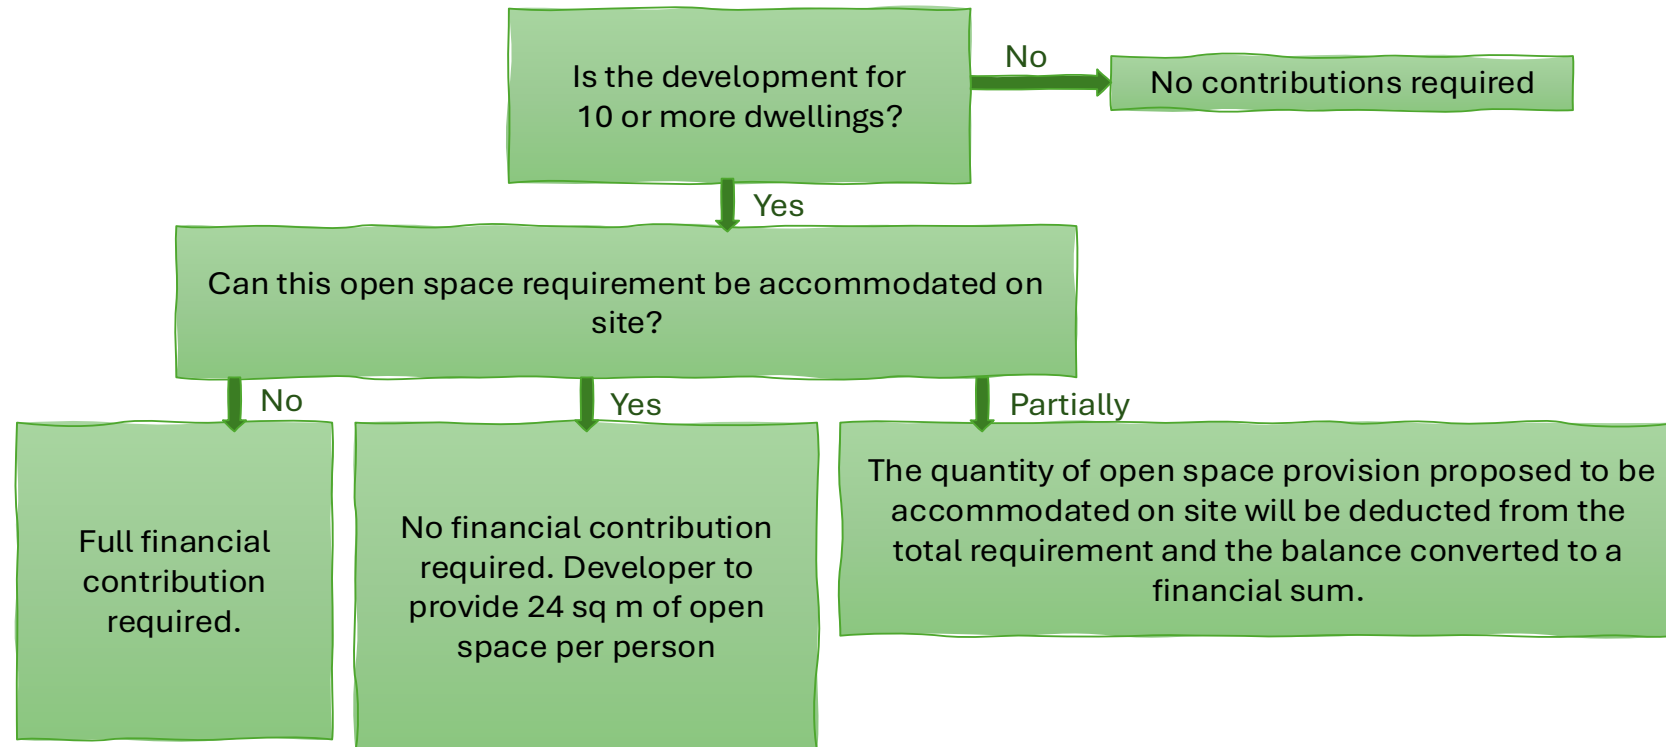 Is the development for
10 or more dwellings?
No
No contributions required
Yes
Can this open space requirement be accommodated on
site?
No
Yes
Partially
Full financial
contribution
required.
No financial contribution
required. Developer to
provide 24 sq m of open
space per person
The quantity of open space provision proposed to be
accommodated on site will be deducted from the
total requirement and the balance converted to a
financial sum.